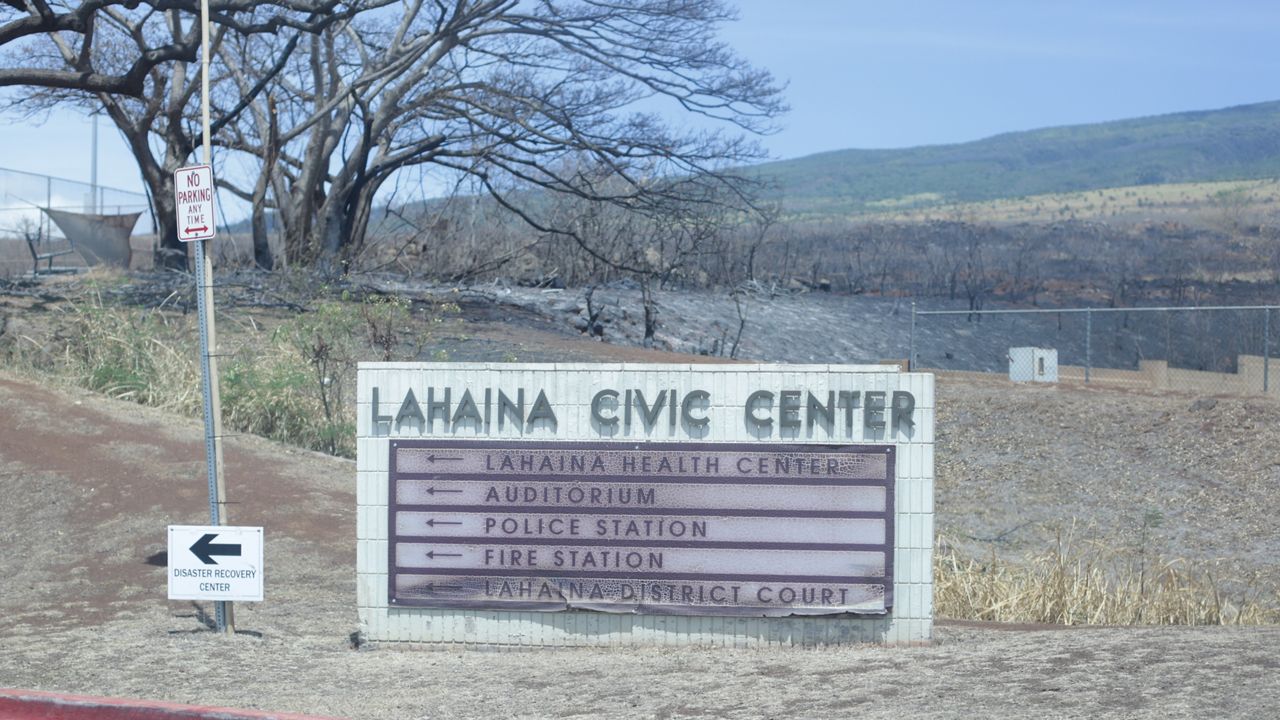 NO
PARKING
ANY
TIME
LAHAINA CIVIC CENTER
LAHAINA HEALTH CENTER
AUDITORIUM
POLICE STATION
FIRE STATION
LAHAINA DISTRICT COURT
DISASTER RECOVERY
CENTER